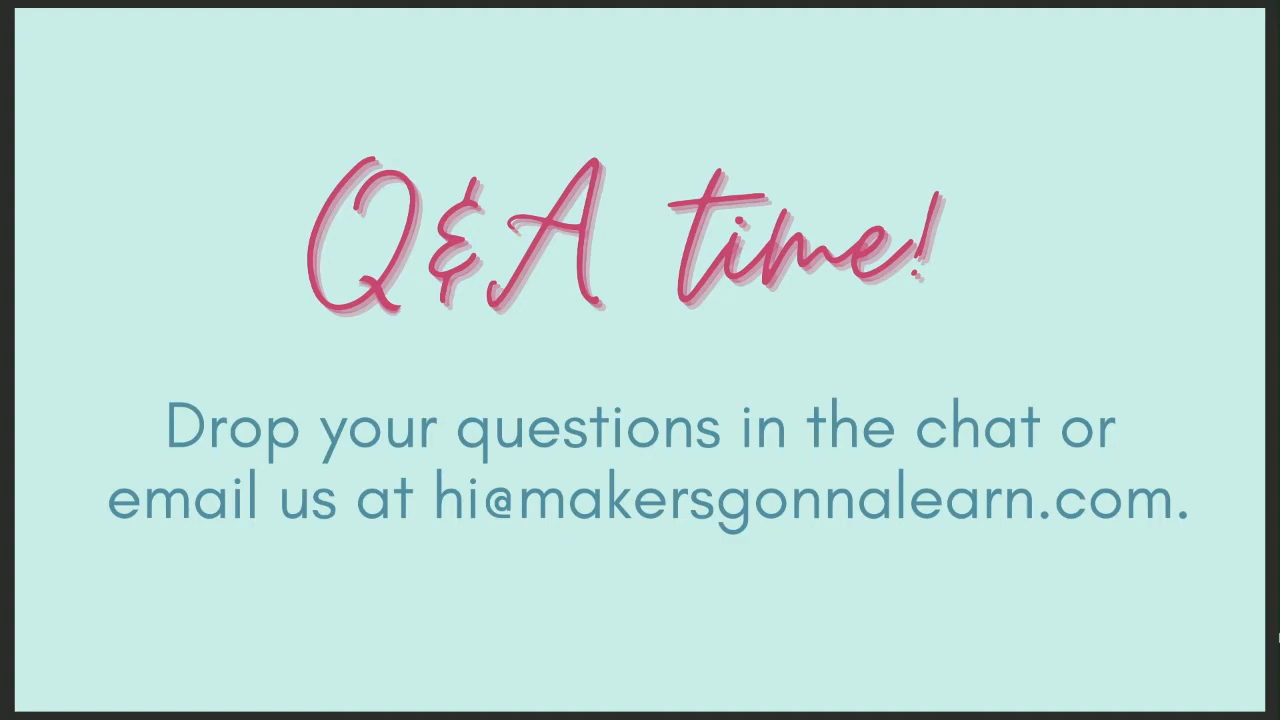 Q&A time!
Drop your questions in the chat or
email us at hi@makersgonnalearn.com.